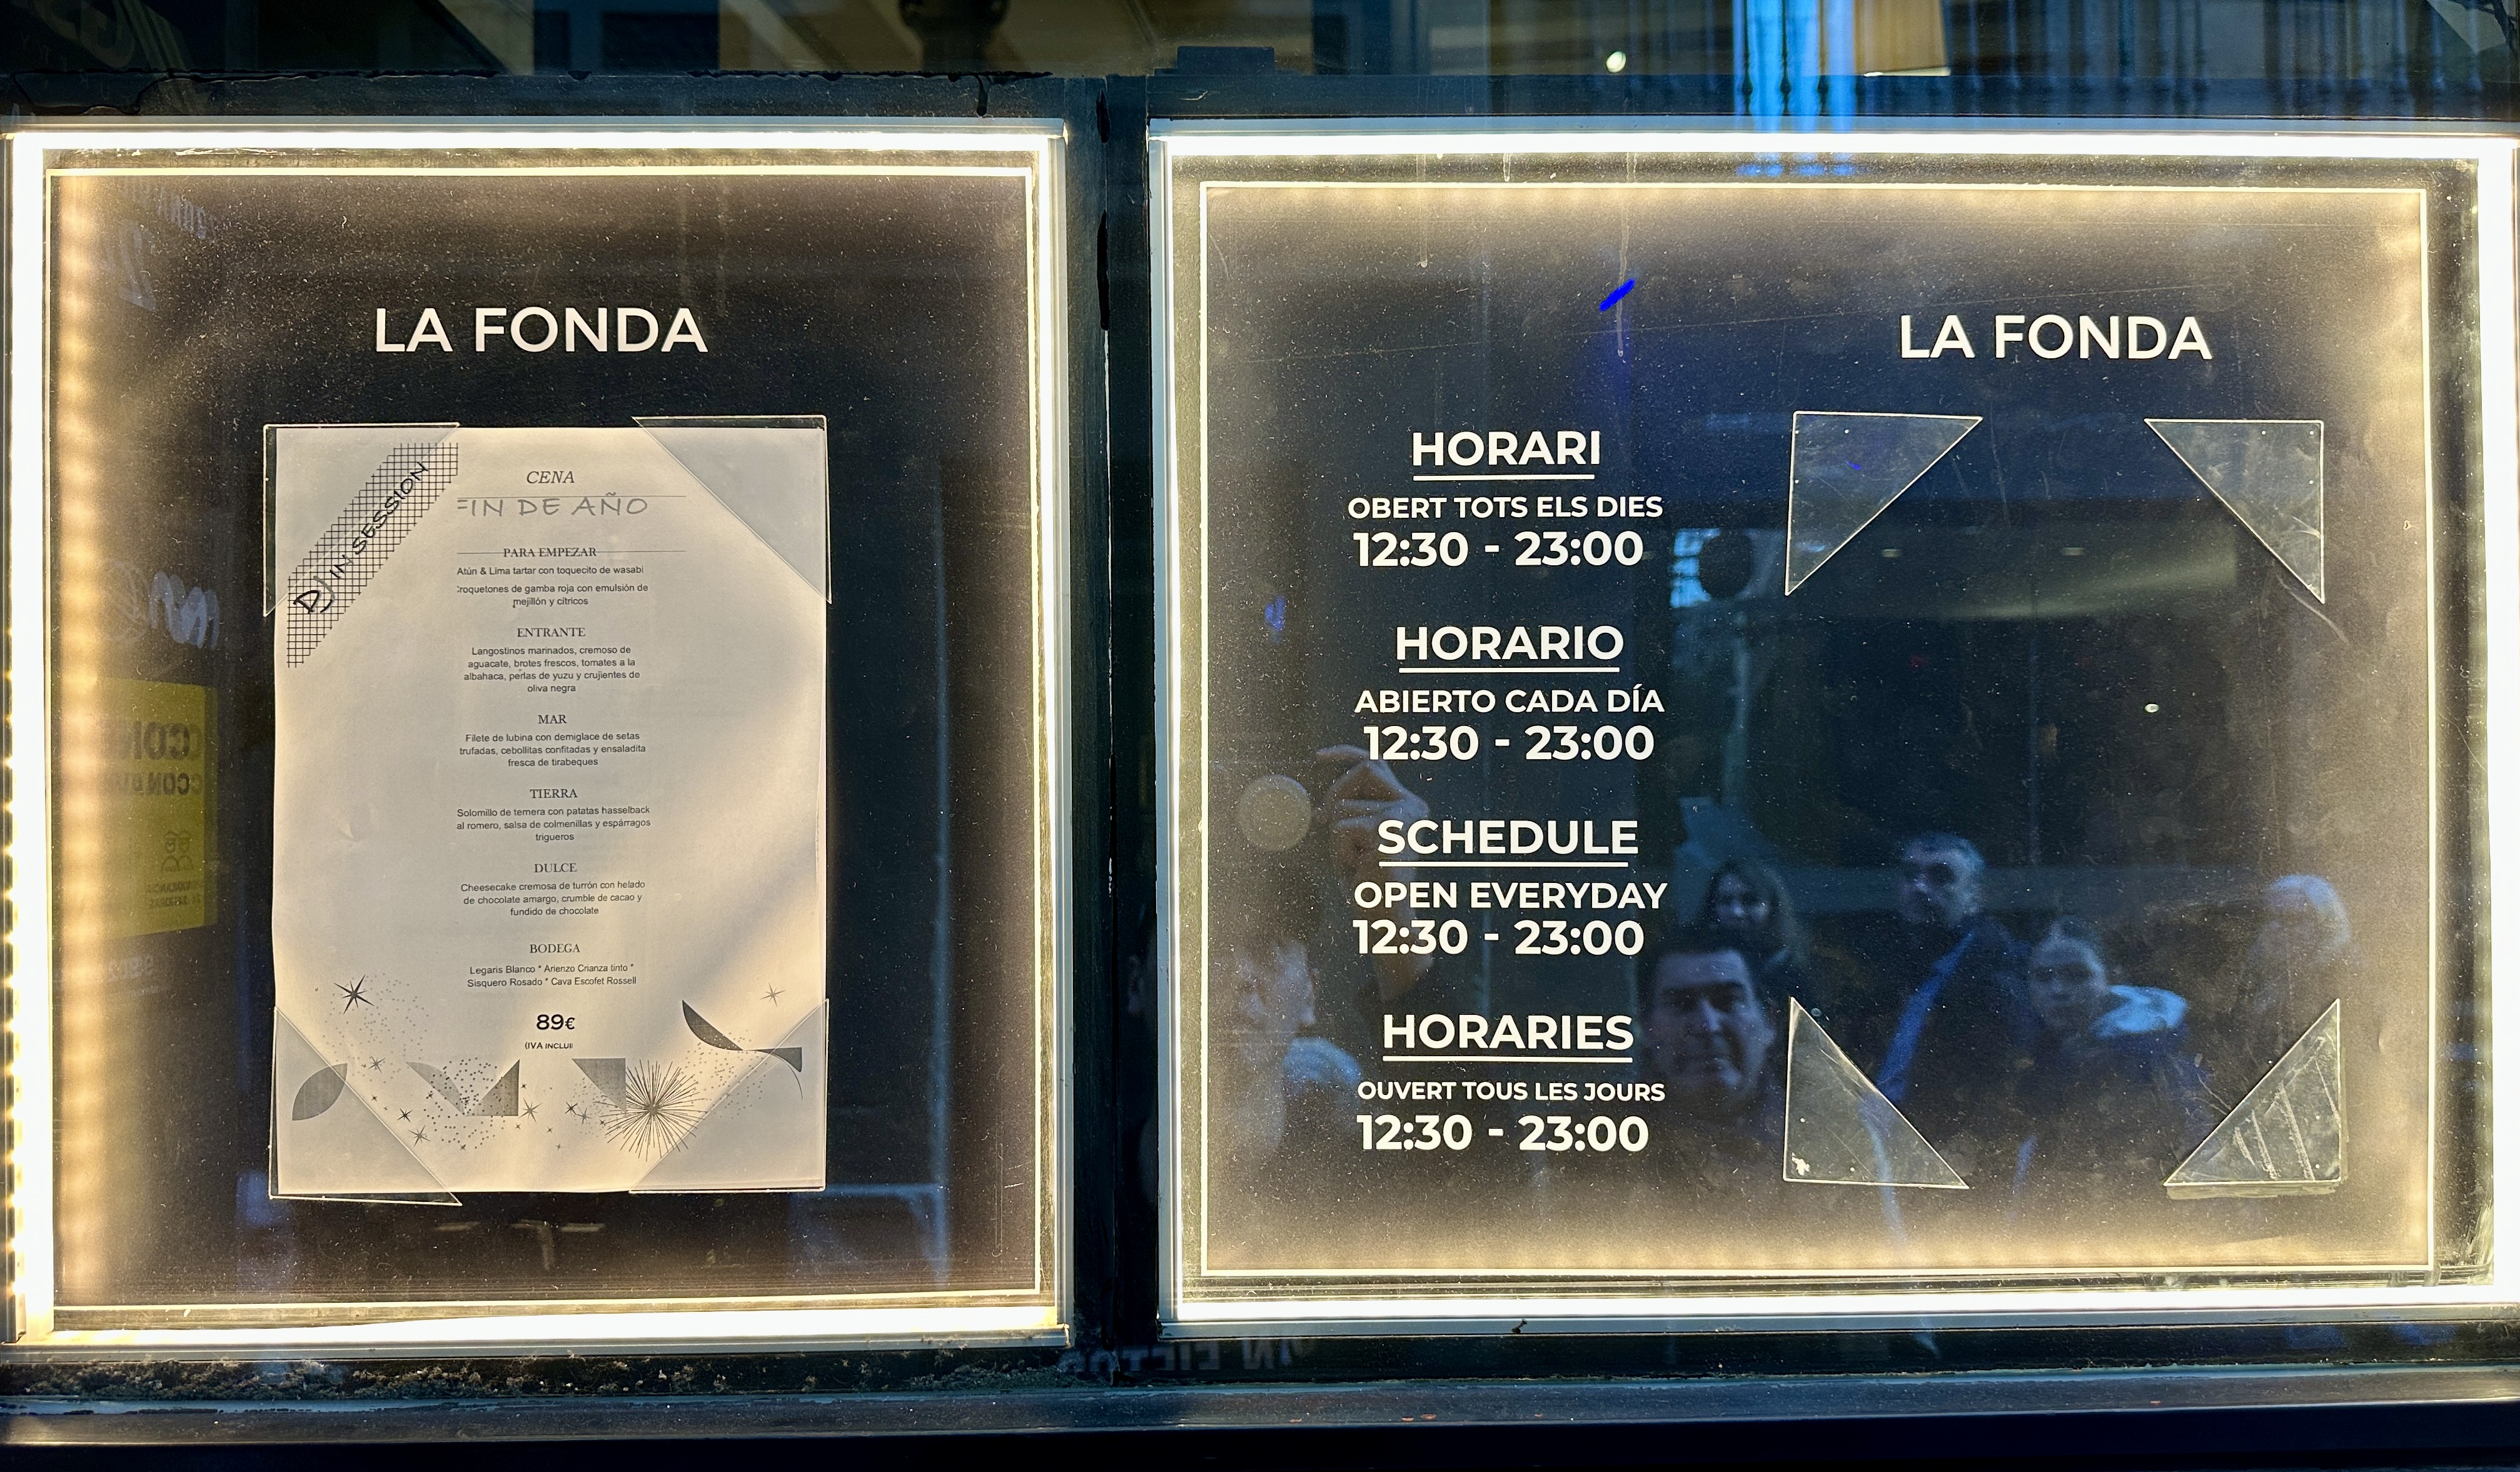 LA FONDA
DJ IN SESSION
CENA
FIN DE AÑO
PARA EMPEZAR
Atún & Lima tartar con toquecito de wasabi
Croquetones de gamba roja con emulsión de
mejillón y cítricos
ENTRANTE
Langostinos marinados, cremoso de
aguacate, brotes frescos, tomates a la
albahaca, perlas de yuzu y crujientes de
oliva negra
MAR
Filete de lubina con demiglace de setas
trufadas, cebollitas confitadas y ensaladita
fresca de tirabeques
TIERRA
Solomillo de ternera con patatas hasselback
al romero, salsa de colmenillas y espárragos
trigueros
DULCE
Cheesecake cremosa de turrón con helado
de chocolate amargo, crumble de cacao y
fundido de chocolate
BODEGA
Legaris Blanco * Arienzo Crianza tinto *
Sisquero Rosado * Cava Escofet Rossell
89€
(IVA INCLUI
LA FONDA
HORARI
OBERT TOTS ELS DIES
12:30 - 23:00
HORARIO
ABIERTO CADA DÍA
12:30 - 23:00
SCHEDULE
OPEN EVERYDAY
12:30 - 23:00
HORARIES
OUVERT TOUS LES JOURS
12:30 - 23:00